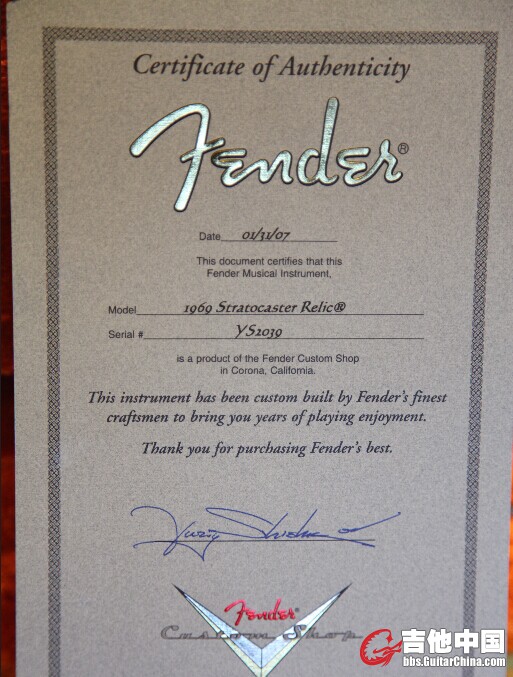 Certificate of Authenticity
Fender®
Date 01/31/07
This document certifies that this
Fender Musical Instrument,
Model 1969 Stratocaster Relic®
Serial # YS2039
is a product of the Fender Custom Shop
in Corona, California.
This instrument has been custom built by Fender's finest
craftsmen to bring you years of playing enjoyment.
Thank you for purchasing Fender's best.
Fender®
Custom Shop
吉他中国
bbs.GuitarChina.com